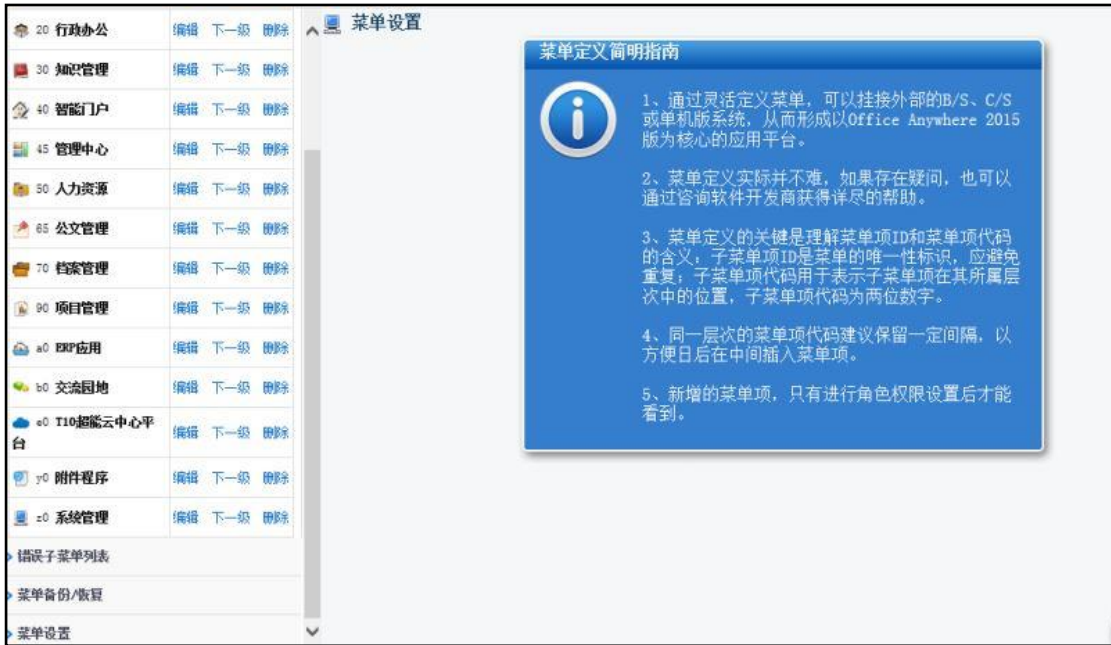 20 行政办公 编辑 下一级 删除
30 知识管理 编辑 下一级 删除
40 智能门户 编辑 下一级 删除
45 管理中心 编辑 下一级 删除
50 人力资源 编辑 下一级 删除
65 公文管理 编辑 下一级 删除
70 档案管理 编辑 下一级 删除
90 项目管理 编辑 下一级 删除
a0 ERP应用 编辑 下一级 删除
b0 交流园地 编辑 下一级 删除
e0 T10超能云中心平
台 编辑 下一级 删除
y0 附件程序 编辑 下一级 删除
z0 系统管理 编辑 下一级 删除
错误子菜单列表
菜单备份/恢复
菜单设置
菜单设置
菜单定义简明指南
1、通过灵活定义菜单，可以挂接外部的B/S、C/S
或单机版系统，从而形成以Office Anywhere 2015
版为核心的应用平台。
2、菜单定义实际并不难，如果存在疑问，也可以
通过咨询软件开发商获得详尽的帮助。
3、菜单定义的关键是理解菜单项ID和菜单项代码
的含义；子菜单项ID是菜单的唯一性标识，应避免
重复；子菜单项代码用于表示子菜单项在其所属层
次中的位置，子菜单项代码为两位数字。
4、同一层次的菜单项代码建议保留一定间隔，以
方便日后在中间插入菜单项。
5、新增的菜单项，只有进行角色权限设置后才能
看到。